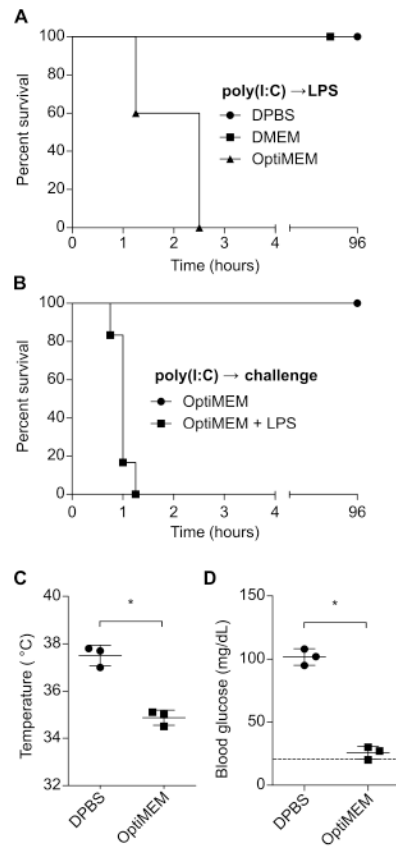 A
Percent survival
100
80
60
40
20
0
poly(I:C) →LPS
DPBS
DMEM
OptiMEM
0 1 2 3 4 96
Time (hours)
B
Percent survival
100
80
60
40
20
0
poly(I:C) → challenge
OptiMEM
OptiMEM + LPS
0 1 2 3 4 96
Time (hours)
C
Temperature ( °C)
40
38
36
34
32
*
DPBS
OptiMEM
D
Blood glucose (mg/dL)
150
100
50
0
*
DPBS
OptiMEM